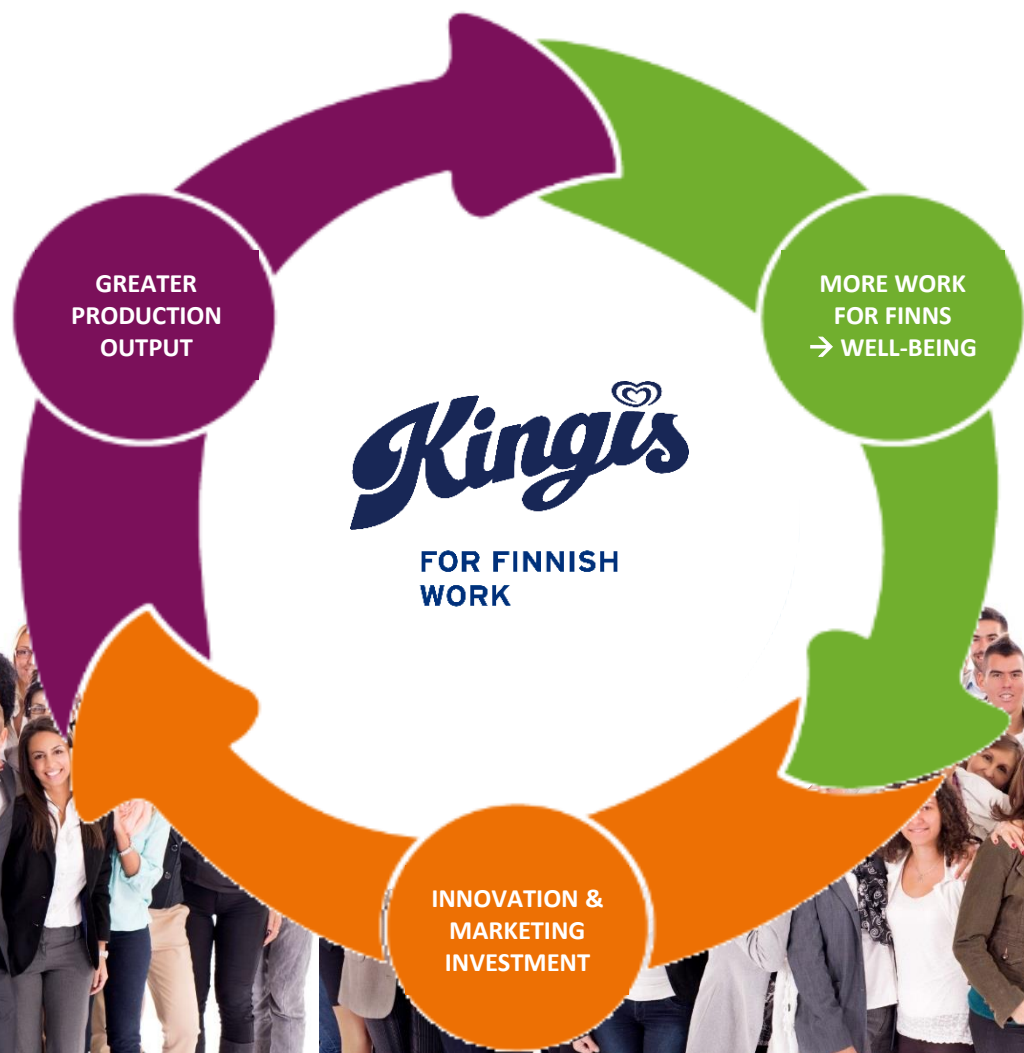 GREATER
PRODUCTION
OUTPUT
MORE WORK
FOR FINNS
→ WELL-BEING
Kingis
FOR FINNISH
WORK
INNOVATION &
MARKETING
INVESTMENT